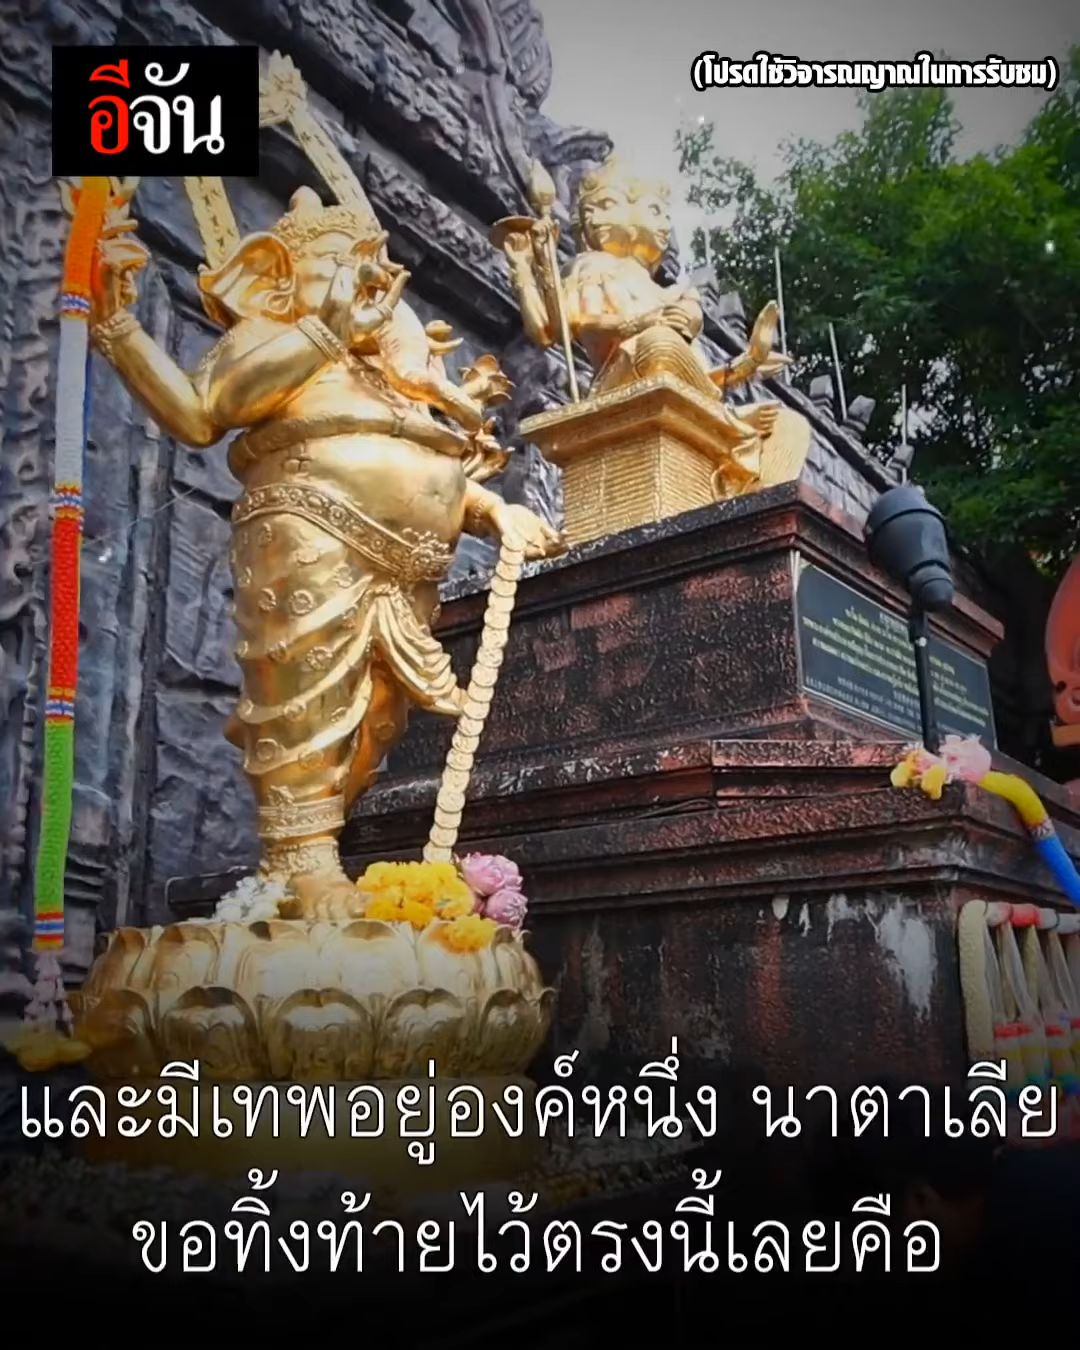 อีจัน
(โปรดใช้วิจารณญาณในการรับชม)
และมีเทพอยู่องค์หนึ่ง นาตาเลีย
ขอทิ้งท้ายไว้ตรงนี้เลยคือ